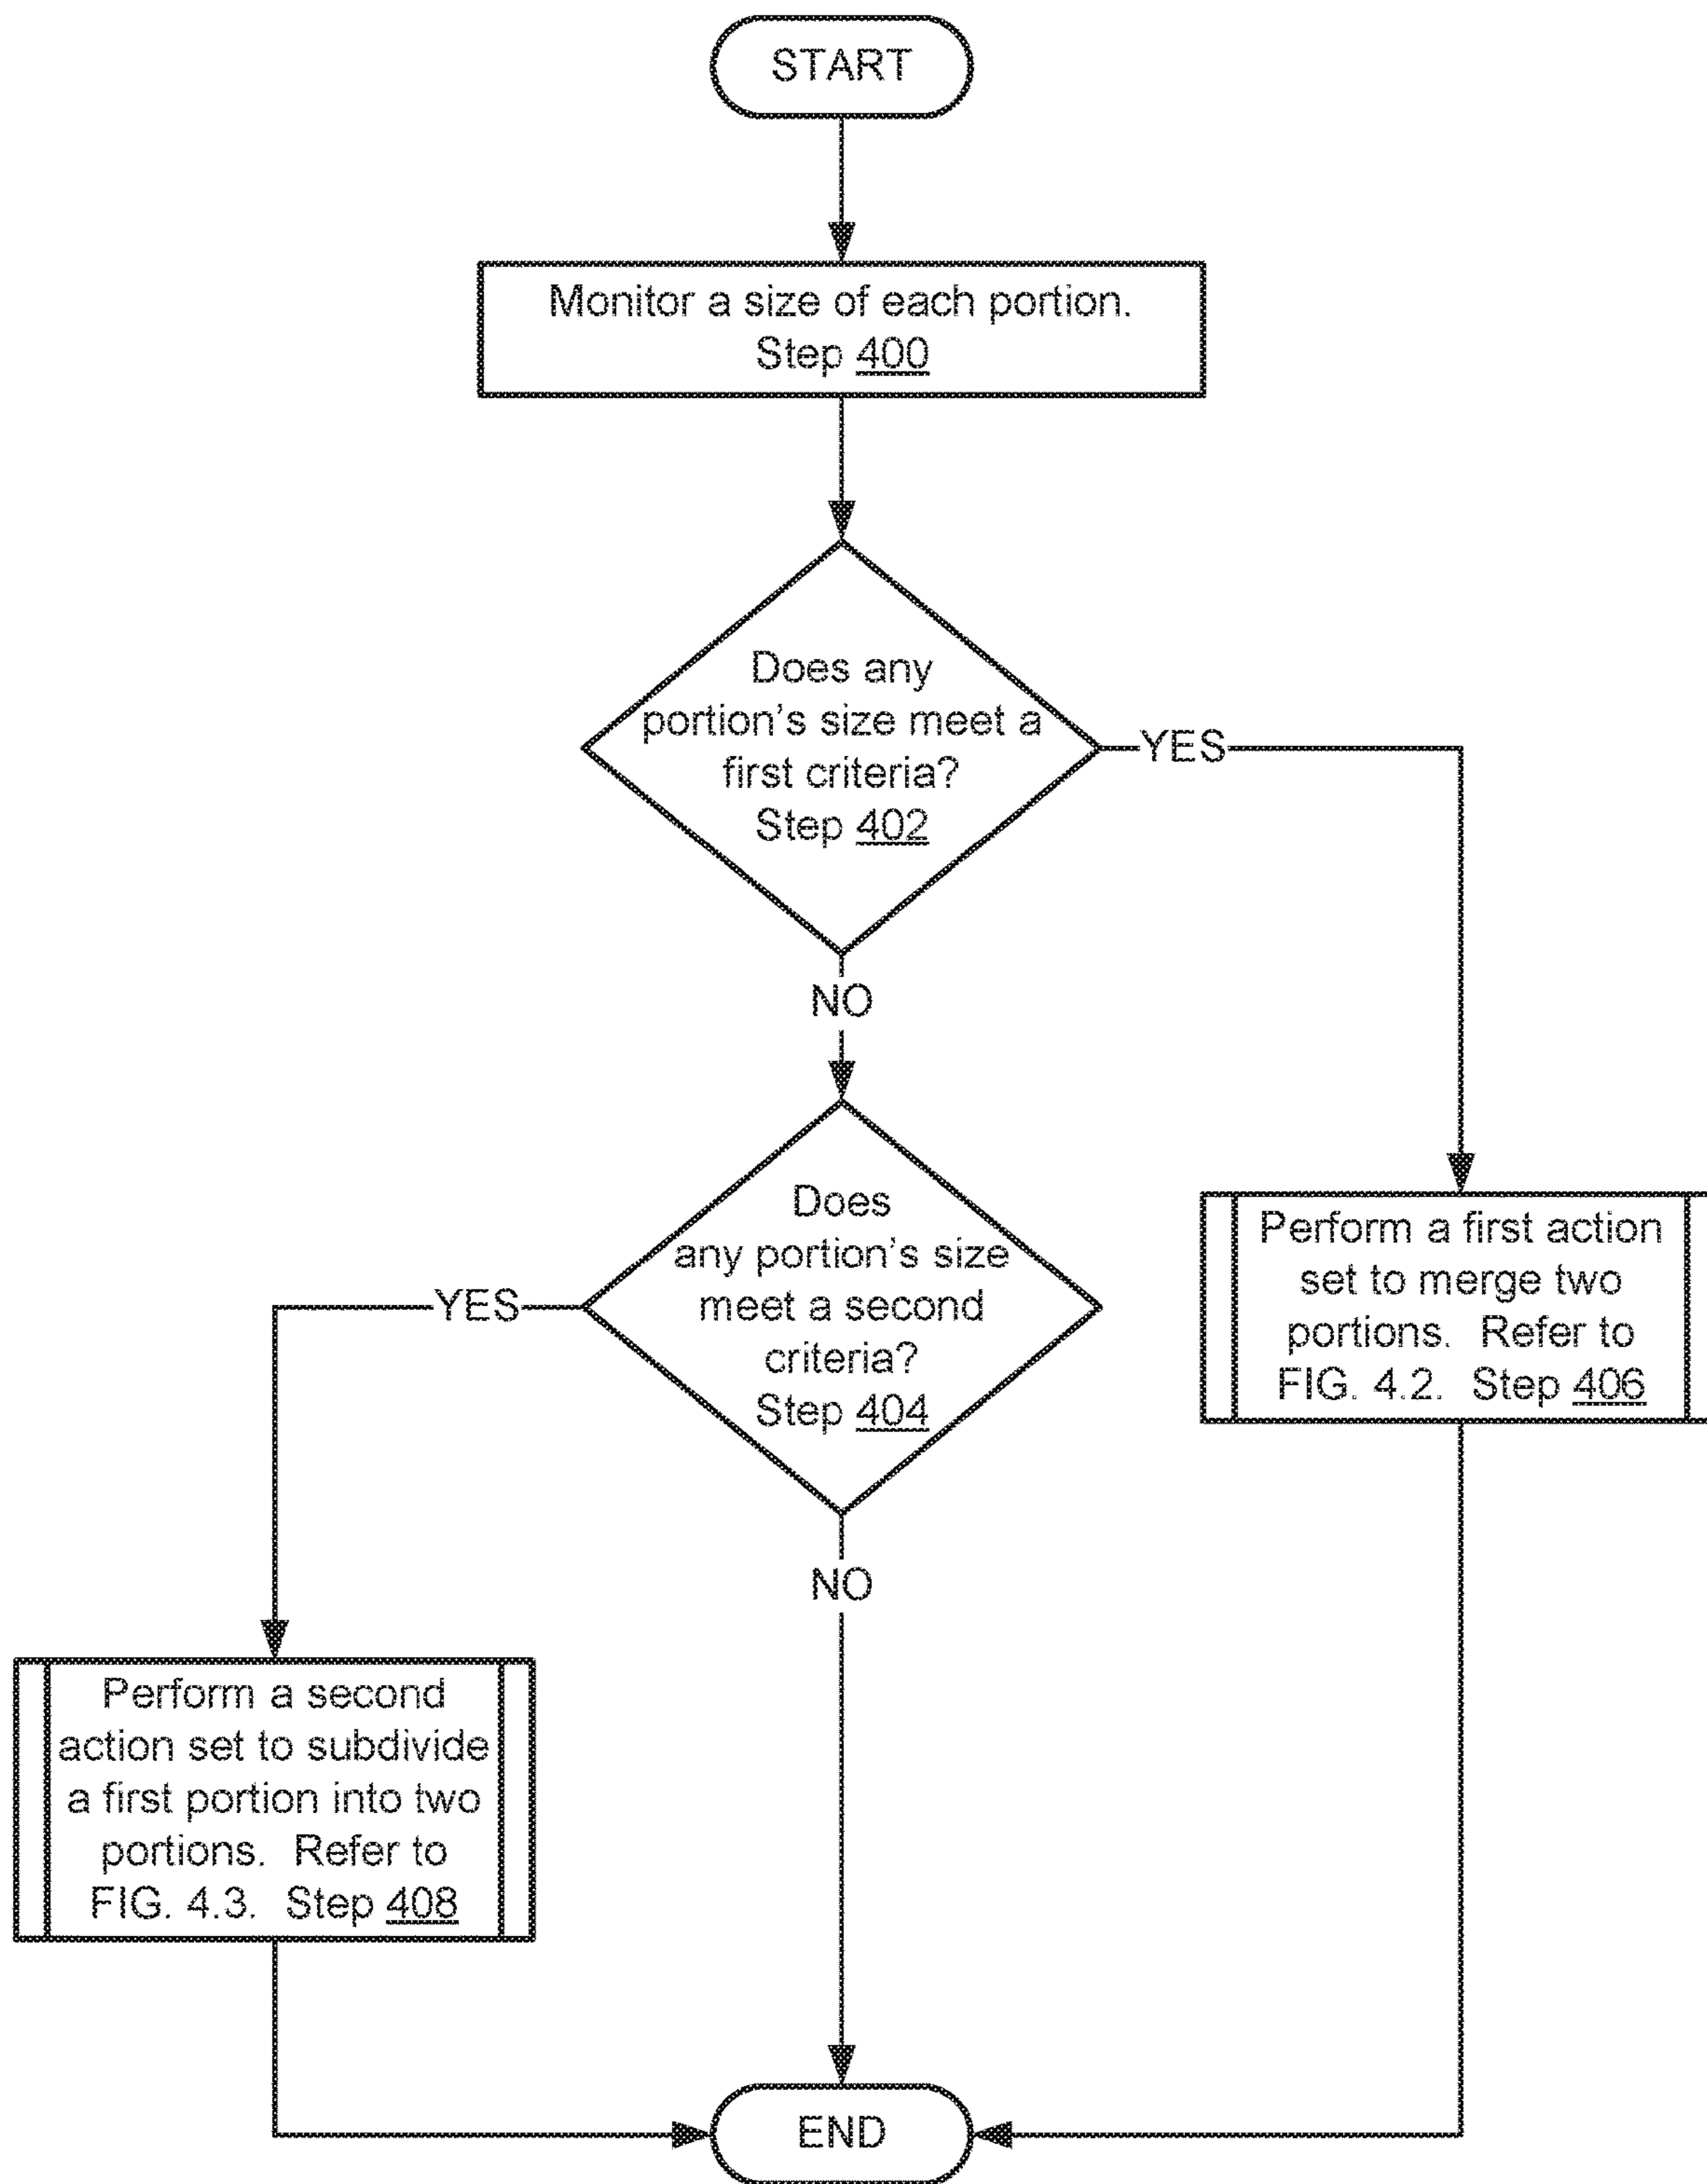 START
Monitor a size of each portion.
Step 400
Does any
portion's size meet a
first criteria?
Step 402
YES
NO
Does
any portion's size
meet a second
criteria?
Step 404
YES
NO
Perform a first action
set to merge two
portions. Refer to
FIG. 4.2. Step 406
Perform a second
action set to subdivide
a first portion into two
portions. Refer to
FIG. 4.3. Step 408
END